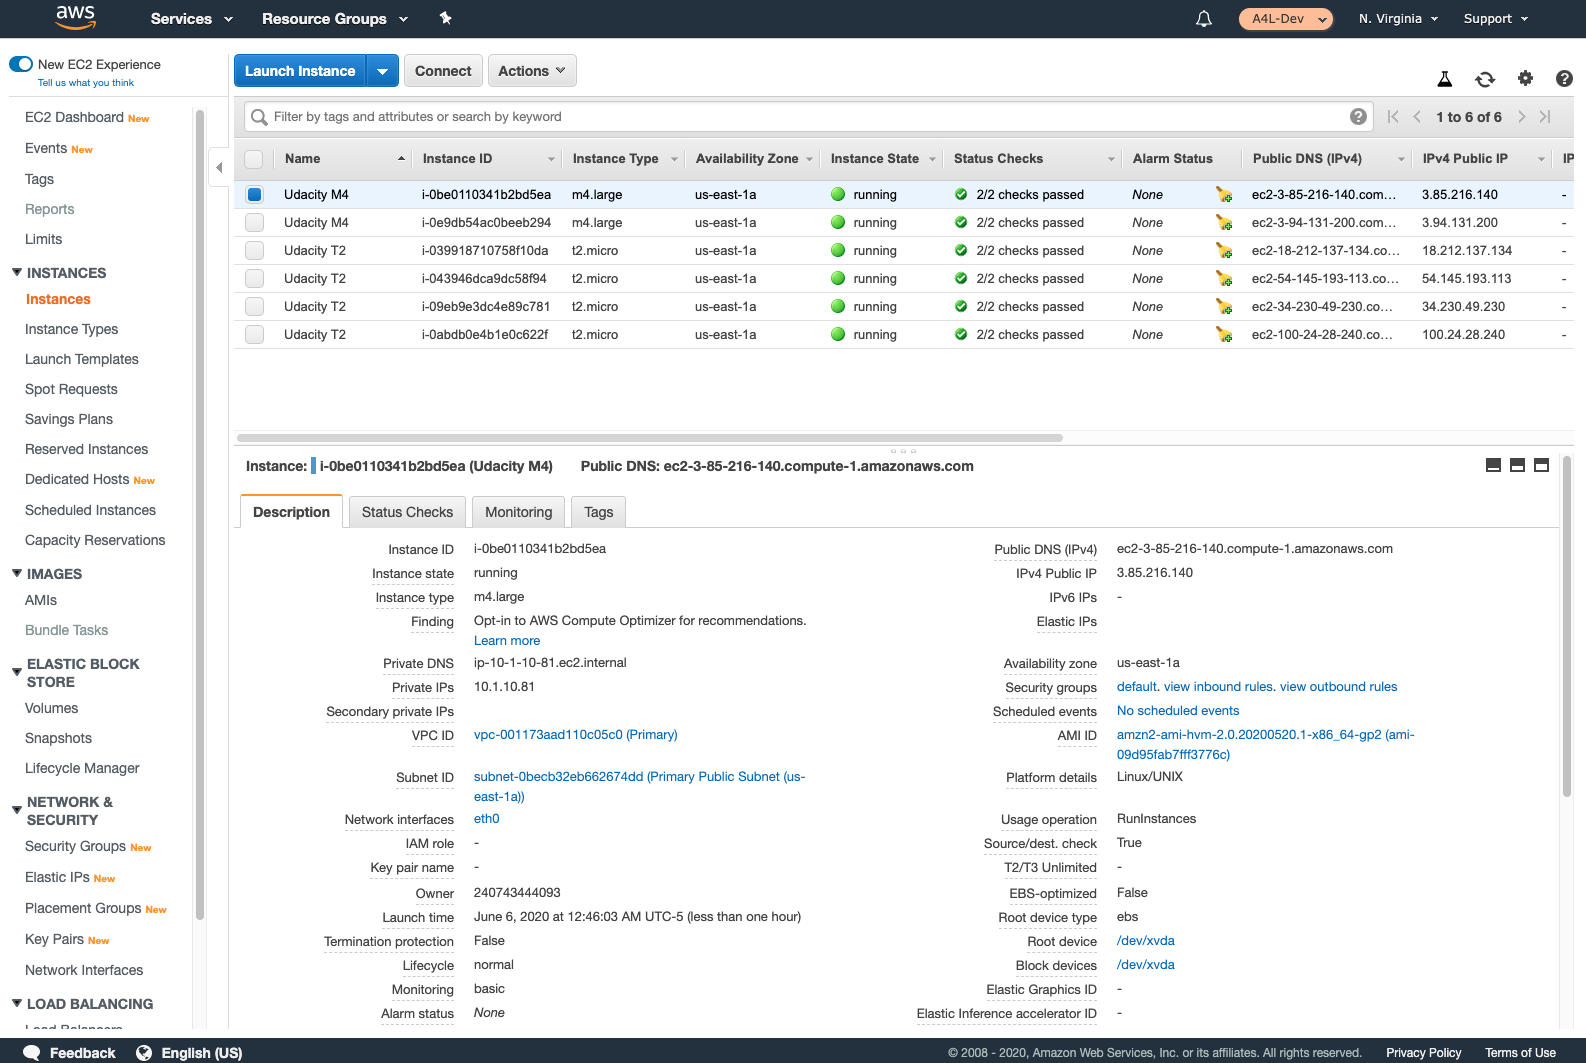 aws Services Resource Groups A4L-Dev N. Virginia Support
New EC2 Experience
Tell us what you think
EC2 Dashboard New
Events New
Tags
Reports
Limits
INSTANCES
Instances
Instance Types
Launch Templates
Spot Requests
Savings Plans
Reserved Instances
Dedicated Hosts New
Scheduled Instances
Capacity Reservations
IMAGES
AMIs
Bundle Tasks
ELASTIC BLOCK
STORE
Volumes
Snapshots
Lifecycle Manager
NETWORK &
SECURITY
Security Groups New
Elastic IPs New
Placement Groups New
Key Pairs New
Network Interfaces
LOAD BALANCING
Load Balancers
Launch Instance Connect Actions
Filter by tags and attributes or search by keyword 1 to 6 of 6
Name Instance ID Instance Type Availability Zone Instance State Status Checks Alarm Status Public DNS (IPv4) IPv4 Public IP IP
Udacity M4 i-0be0110341b2bd5ea m4.large us-east-1a running 2/2 checks passed None ec2-3-85-216-140.com… 3.85.216.140 -
Udacity M4 i-0e9db54ac0beeb294 m4.large us-east-1a running 2/2 checks passed None ec2-3-94-131-200.com… 3.94.131.200 -
Udacity T2 i-039918710758f10da t2.micro us-east-1a running 2/2 checks passed None ec2-18-212-137-134.co… 18.212.137.134 -
Udacity T2 i-043946dca9dc58f94 t2.micro us-east-1a running 2/2 checks passed None ec2-54-145-193-113.co… 54.145.193.113 -
Udacity T2 i-09eb9e3dc4e89c781 t2.micro us-east-1a running 2/2 checks passed None ec2-34-230-49-230.co… 34.230.49.230 -
Udacity T2 i-0abdb0e4b1e0c622f t2.micro us-east-1a running 2/2 checks passed None ec2-100-24-28-240.co… 100.24.28.240 -
Instance: i-0be0110341b2bd5ea (Udacity M4) Public DNS: ec2-3-85-216-140.compute-1.amazonaws.com
Description Status Checks Monitoring Tags
Instance ID i-0be0110341b2bd5ea
Instance state running
Instance type m4.large
Finding Opt-in to AWS Compute Optimizer for recommendations.
Learn more
Private DNS ip-10-1-10-81.ec2.internal
Private IPs 10.1.10.81
Secondary private IPs
VPC ID vpc-001173aad110c05c0 (Primary)
Subnet ID subnet-0becb32eb662674dd (Primary Public Subnet (us-
east-1a))
Network interfaces eth0
IAM role -
Key pair name -
Owner 240743444093
Launch time June 6, 2020 at 12:46:03 AM UTC-5 (less than one hour)
Termination protection False
Lifecycle normal
Monitoring basic
Alarm status None
Public DNS (IPv4) ec2-3-85-216-140.compute-1.amazonaws.com
IPv4 Public IP 3.85.216.140
IPv6 IPs -
Elastic IPs
Availability zone us-east-1a
Security groups default. view inbound rules. view outbound rules
Scheduled events No scheduled events
AMI ID amzn2-ami-hvm-2.0.20200520.1-x86_64-gp2 (ami-
09d95fab7fff3776c)
Platform details Linux/UNIX
Usage operation RunInstances
Source/dest. check True
T2/T3 Unlimited -
EBS-optimized False
Root device type ebs
Root device /dev/xvda
Block devices /dev/xvda
Elastic Graphics ID -
Elastic Inference accelerator ID -
Feedback English (US) © 2008 - 2020, Amazon Web Services, Inc. or its affiliates. All rights reserved. Privacy Policy Terms of Use